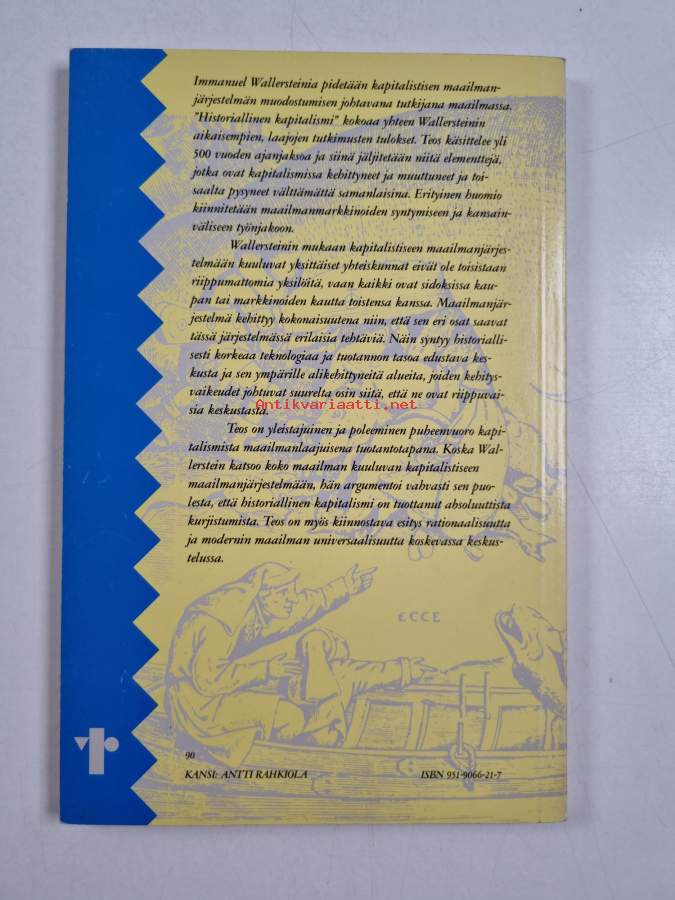 Immanuel Wallersteinia pidetään kapitalistisen maailman-
järjestelmän muodostumisen johtavana tutkijana maailmassa.
"Historiallinen kapitalismi" kokoaa yhteen Wallersteinin
aikaisempien, laajojen tutkimusten tulokset. Teos käsittelee yli
500 vuoden ajanjaksoa ja siinä jäljitetään niitä elementtejä,
jotka ovat kapitalismissa kehittyneet ja muuttuneet ja toi-
saalta pysyneet välttämättä samanlaisina. Erityinen huomio
kiinnitetään maailmanmarkkinoiden syntymiseen ja kansain-
väliseen työnjakoon.
Wallersteinin mukaan kapitalistiseen maailmanjärjes-
telmään kuuluvat yksittäiset yhteiskunnat eivät ole toisistaan
riippumattomia yksilöitä, vaan kaikki ovat sidoksissa kau-
pan tai markkinoiden kautta toistensa kanssa. Maailmanjär-
jestelmä kehittyy kokonaisuutena niin, että sen eri osat saavat
tässä järjestelmässä erilaisia tehtäviä. Näin syntyy historialli-
sesti korkeaa teknologiaa ja tuotannon tasoa edustava kes-
kusta ja sen ympärille alikehittyneitä alueita, joiden kehitys-
vaikeudet johtuvat suurelta osin siitä, että ne ovat riippuvai-
Antikvariaatti.net
sia keskustasta.
Teos on yleistajuinen ja poleeminen puheenvuoro kapi-
talismista maailmanlaajuisena tuotantotapana. Koska Wal-
lerstein katsoo koko maailman kuuluvan kapitalistiseen
maailmanjärjestelmään, hän argumentoi vahvasti sen puo-
lesta, että historiallinen kapitalismi on tuottanut absoluuttista
kurjistumista. Teos on myös kiinnostava esitys rationaalisuutta
ja modernin maailman universaalisuutta koskevassa keskus-
telussa.
ECCE
90
KANSI: ANTTI RAHKIOLA
ISBN 951-9066-21-7